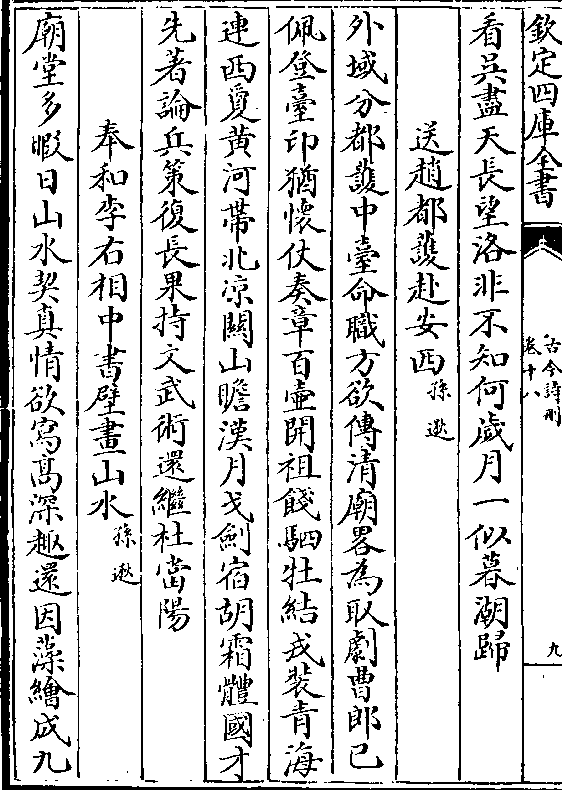 欽定四庫全書
古今詩刪
卷十八
九
看吳盡天長望洛非不知何歲月一似暮潮歸
送趙都護赴安西孫逖
外域分都護中臺命職方欲傳清廟畧為取劇曹郎已
佩登臺印猶懷伏奏章百壺開祖餞駟牡結戎裝青海
連西夐黄河帶北凉關山瞻漢月戈劍宿胡霜體國才
先著論兵策復長果持文武術還繼杜當陽
奉和李右相中書壁畫山水孫逖
廟堂多暇日山水契真情欲寫髙深趣還因藻繪成九